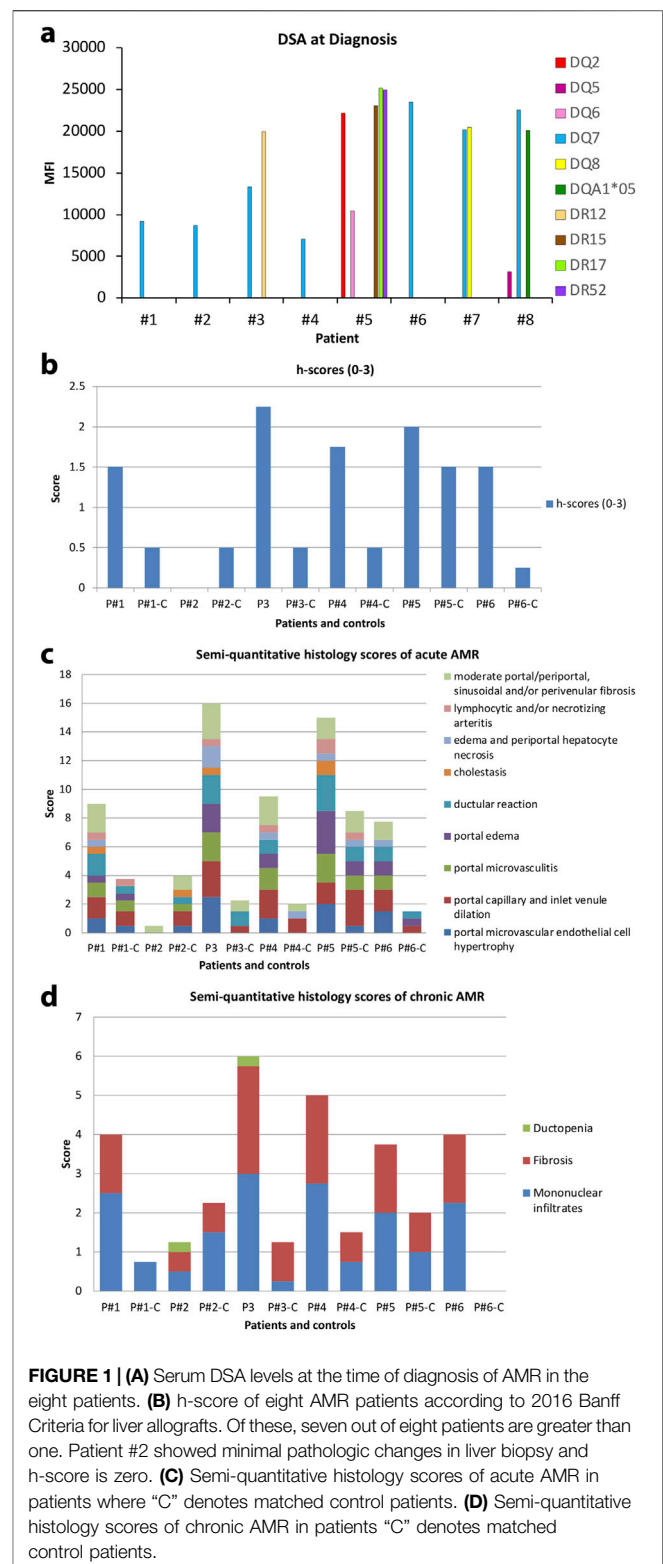 a
DSA at Diagnosis
30000
25000
20000
15000
10000
5000
0
MFI
#1 #2 #3 #4 #5 #6 #7 #8
Patient
DQ2
DQ5
DQ6
DQ7
DQ8
DQA1*05
DR12
DR15
DR17
DR52
b
h-scores (0-3)
2.5
2
1.5
1
0.5
0
Score
P#1 P#1-C P#2 P#2-C P3 P#3-C P#4 P#4-C P#5 P#5-C P#6 P#6-C
Patients and controls
h-scores (0-3)
c
Semi-quantitative histology scores of acute AMR
18
16
14
12
10
8
6
4
2
0
Score
P#1 P#1-C P#2 P#2-C P3 P#3-C P#4 P#4-C P#5 P#5-C P#6 P#6-C
Patients and controls
moderate portal/periportal,
sinusoidal and/or perivenular fibrosis
lymphocytic and/or necrotizing
arteritis
edema and periportal hepatocyte
necrosis
cholestasis
ductular reaction
portal edema
portal microvasculitis
portal capillary and inlet venule
dilation
portal microvascular endothelial cell
hypertrophy
d
Semi-quantitative histology scores of chronic AMR
7
6
5
4
3
2
1
0
Score
P#1 P#1-C P#2 P#2-C P3 P#3-C P#4 P#4-C P#5 P#5-C P#6 P#6-C
Patients and controls
Ductopenia
Fibrosis
Mononuclear
infiltrates
FIGURE 1 | (A) Serum DSA levels at the time of diagnosis of AMR in the
eight patients. (B) h-score of eight AMR patients according to 2016 Banff
Criteria for liver allografts. Of these, seven out of eight patients are greater than
one. Patient #2 showed minimal pathologic changes in liver biopsy and
h-score is zero. (C) Semi-quantitative histology scores of acute AMR in
patients where “C” denotes matched control patients. (D) Semi-quantitative
histology scores of chronic AMR in patients “C” denotes matched
control patients.